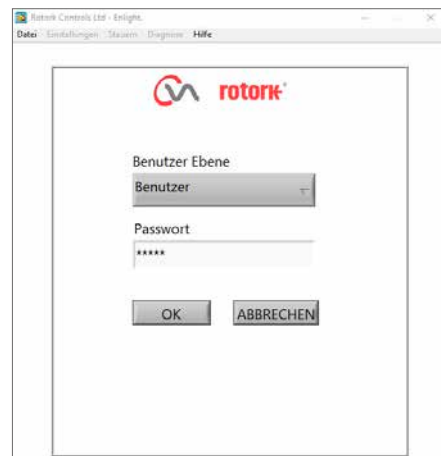 Rotork Controls Ltd - Enlight.
Datei Einstellungen Steuern Diagnose Hilfe
rotork®
Benutzer Ebene
Benutzer
Passwort
*****
OK ABBRECHEN